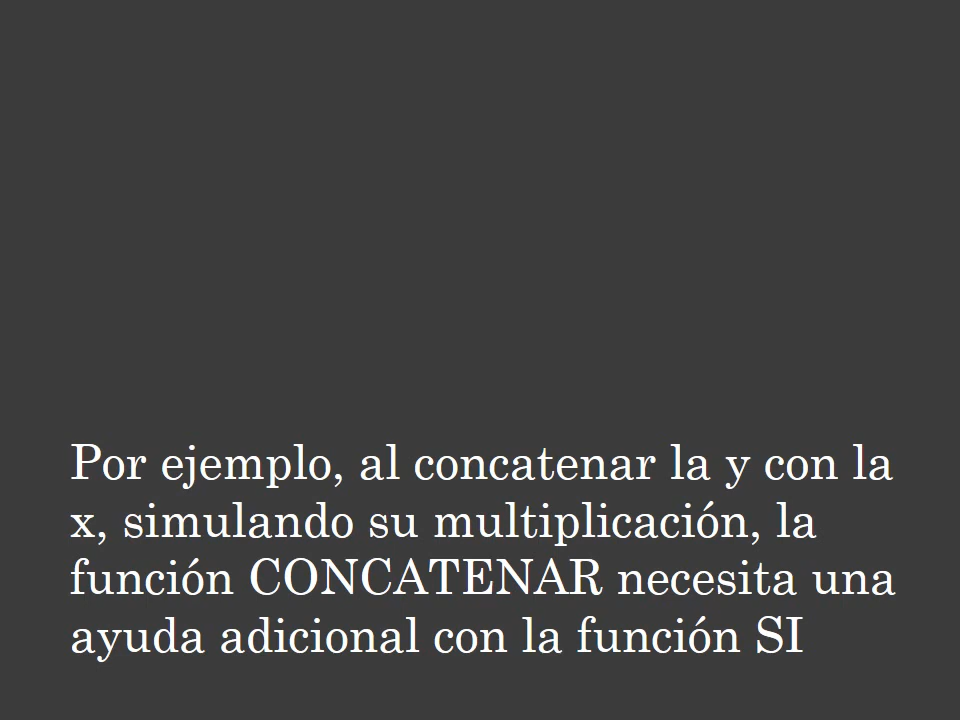 Por ejemplo, al concatenar la y con la
x, simulando su multiplicación, la
función CONCATENAR necesita una
ayuda adicional con la función SI